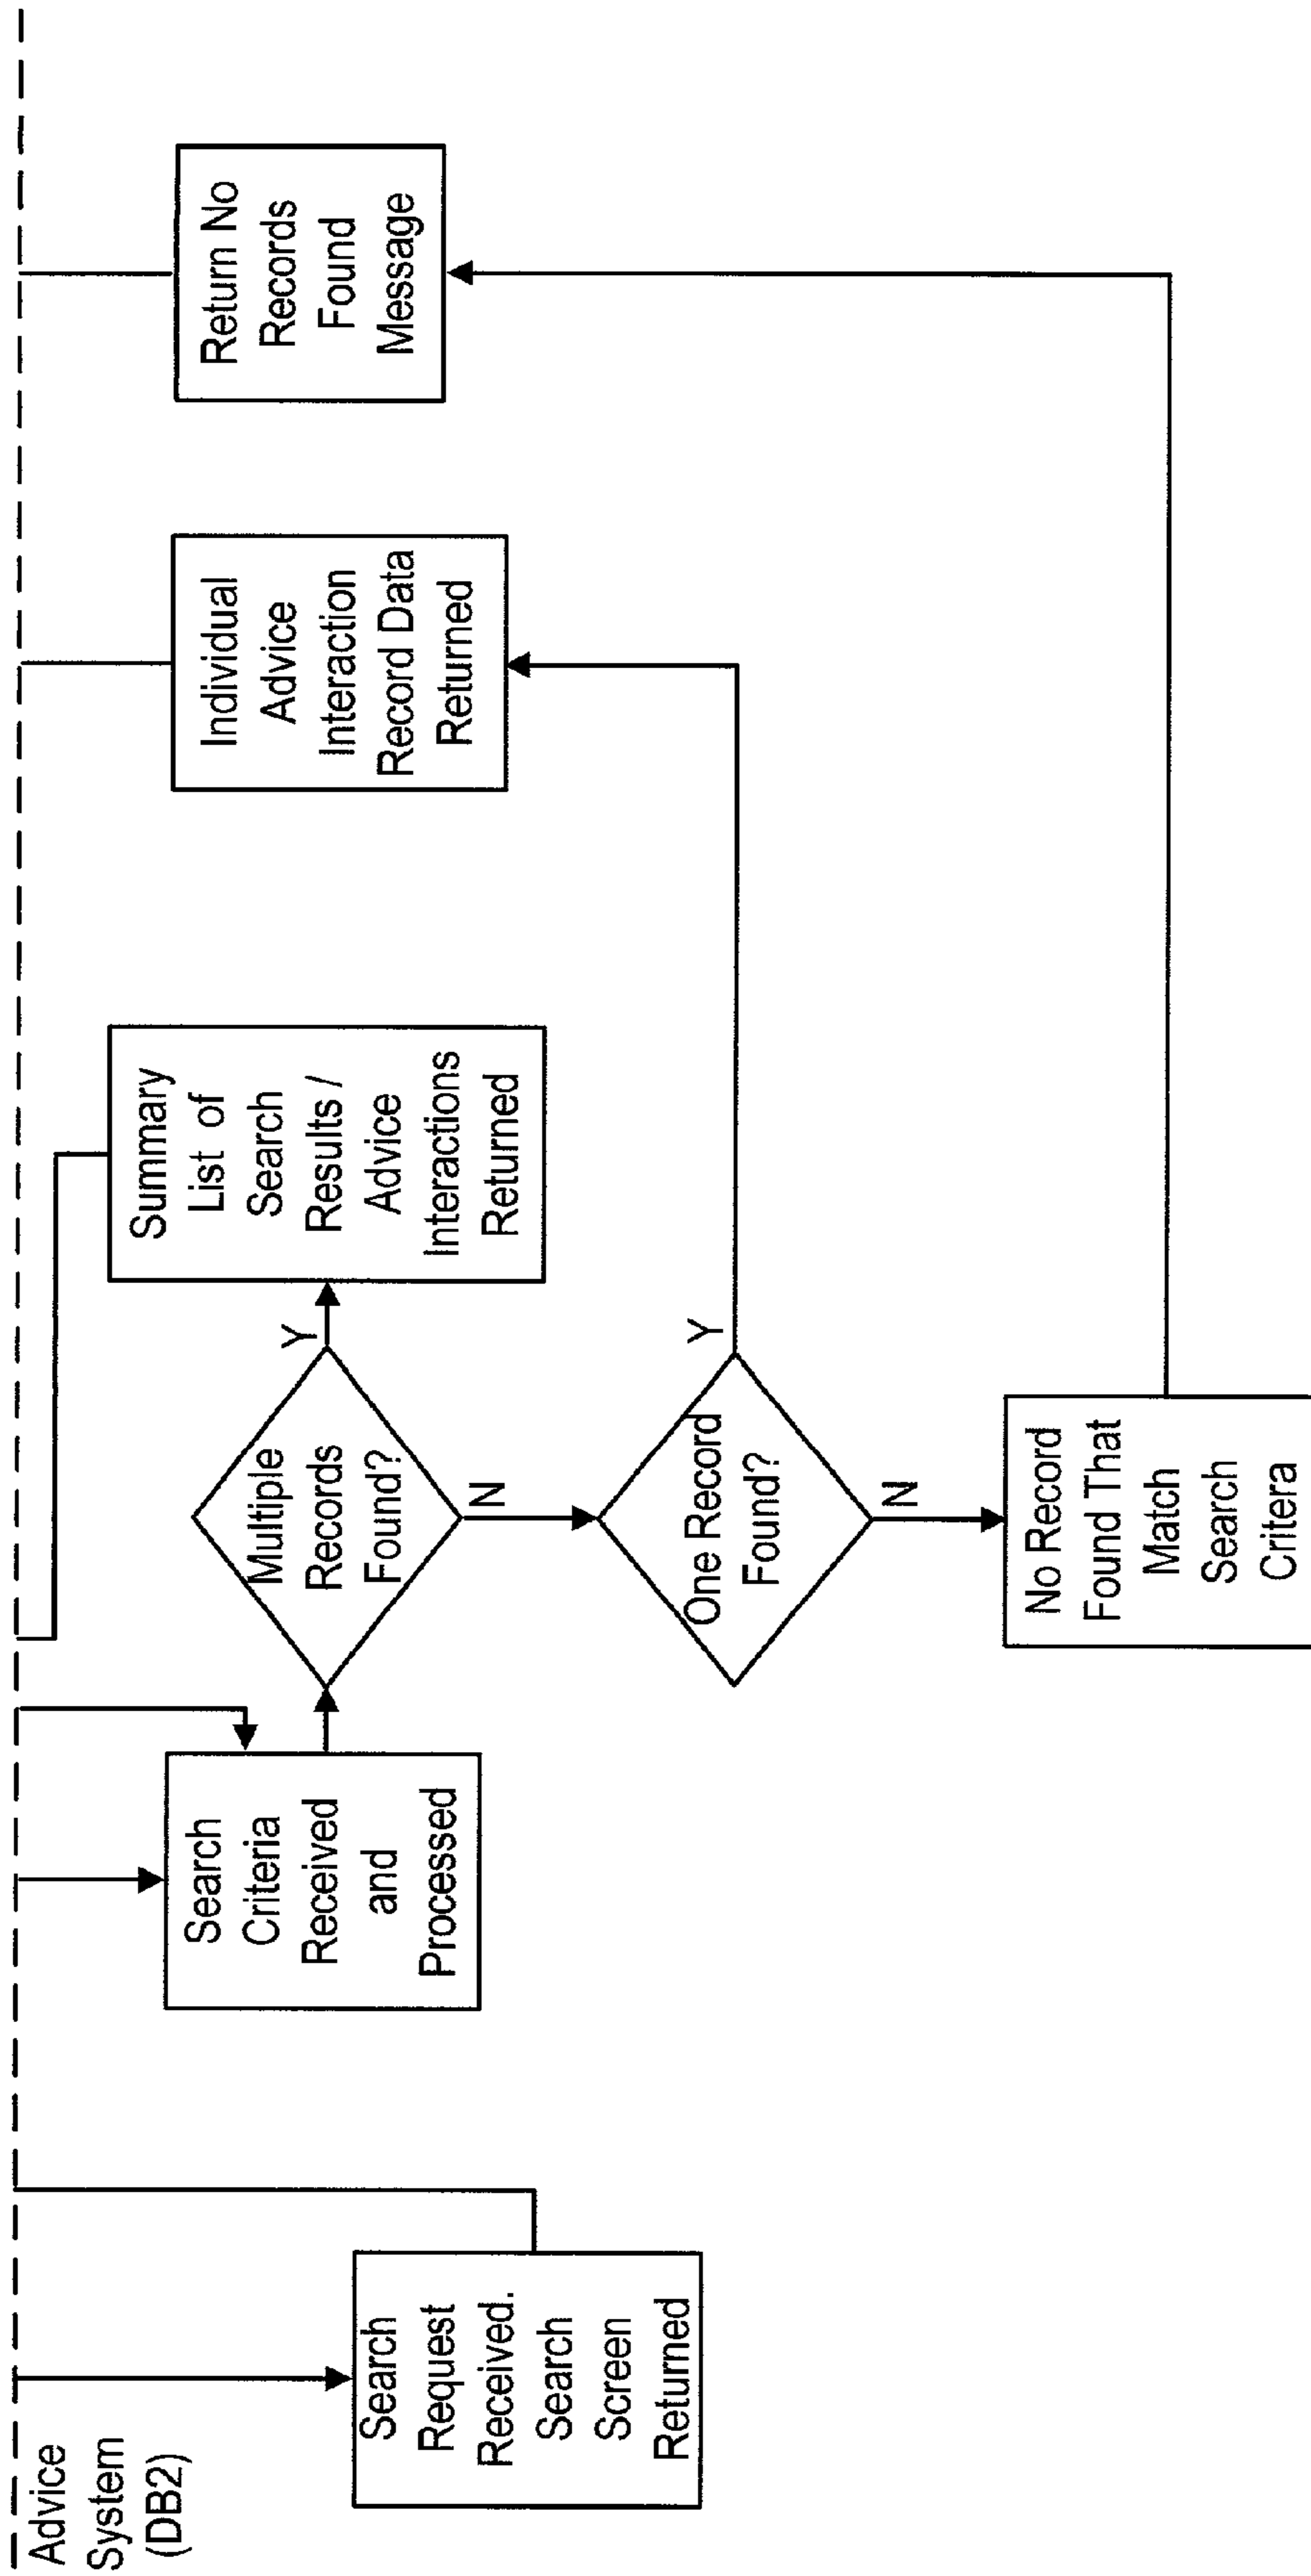 Advice
System
(DB2)
Search
Request
Received.
Search
Screen
Returned
Search
Criteria
Received
and
Processed
Multiple
Records
Found?
Y
N
Summary
List of
Search
Results /
Advice
Interactions
Returned
One Record
Found?
Y
N
Individual
Advice
Interaction
Record Data
Returned
No Record
Found That
Match
Search
Critera
Return No
Records
Found
Message